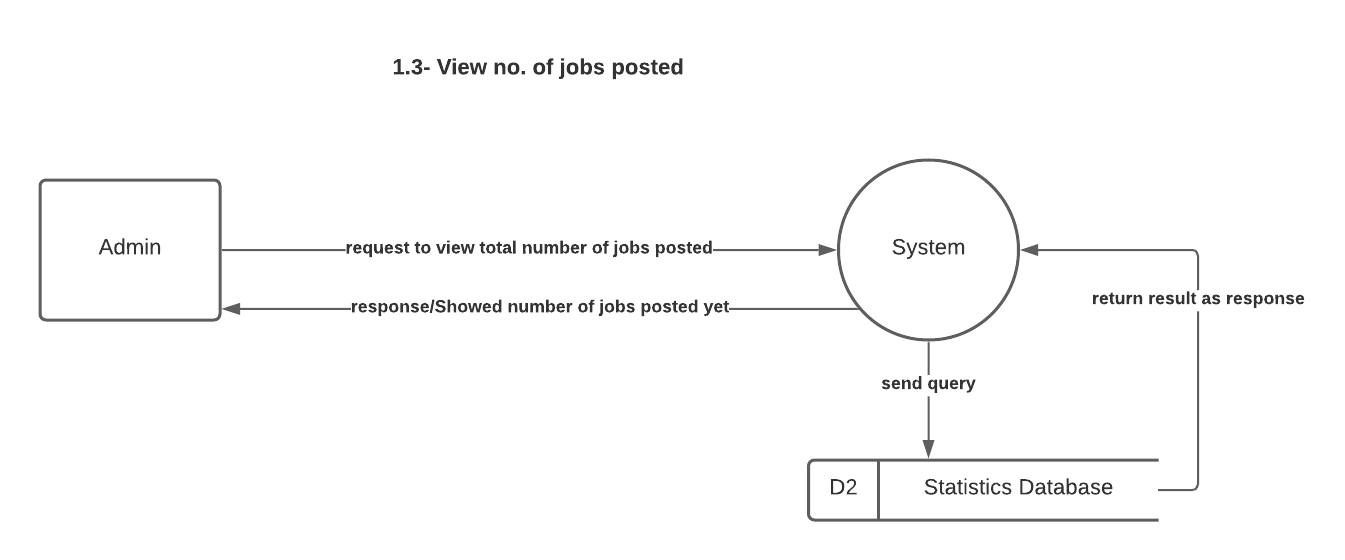 1.3- View no. of jobs posted
Admin
request to view total number of jobs posted
System
response/Showed number of jobs posted yet
return result as response
send query
D2
Statistics Database